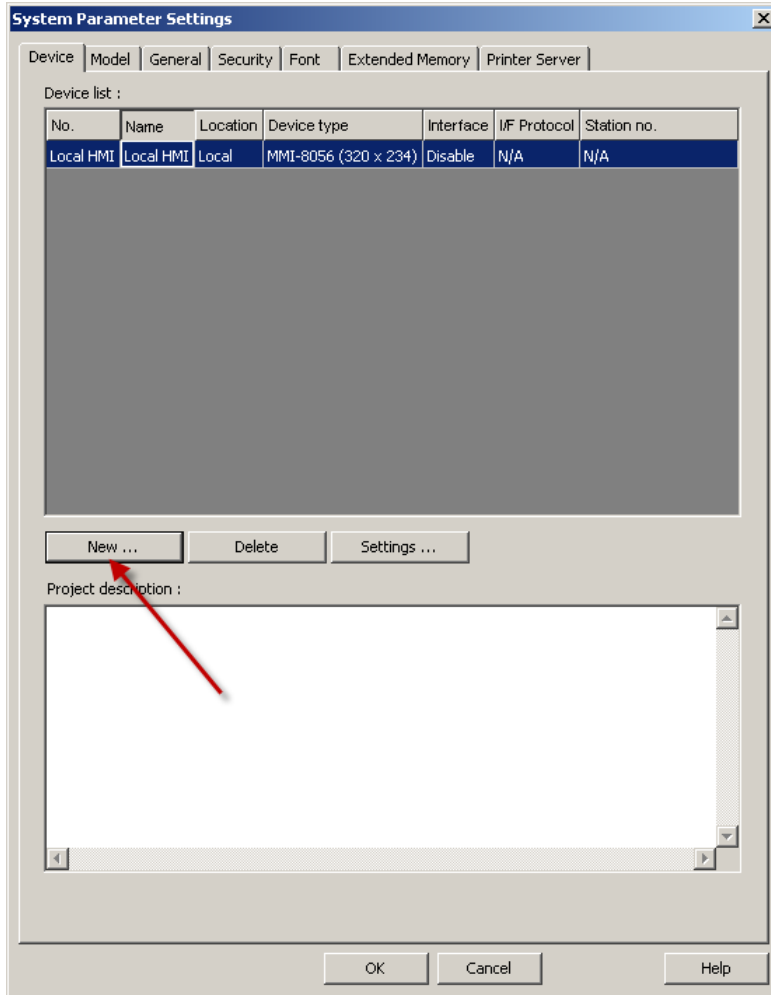 System Parameter Settings
Device Model General Security Font Extended Memory Printer Server
Device list :
No. Name Location Device type Interface I/F Protocol Station no.
Local HMI Local HMI Local MMI-8056 (320 x 234) Disable N/A N/A
New ... Delete Settings ...
Project description :
OK Cancel Help